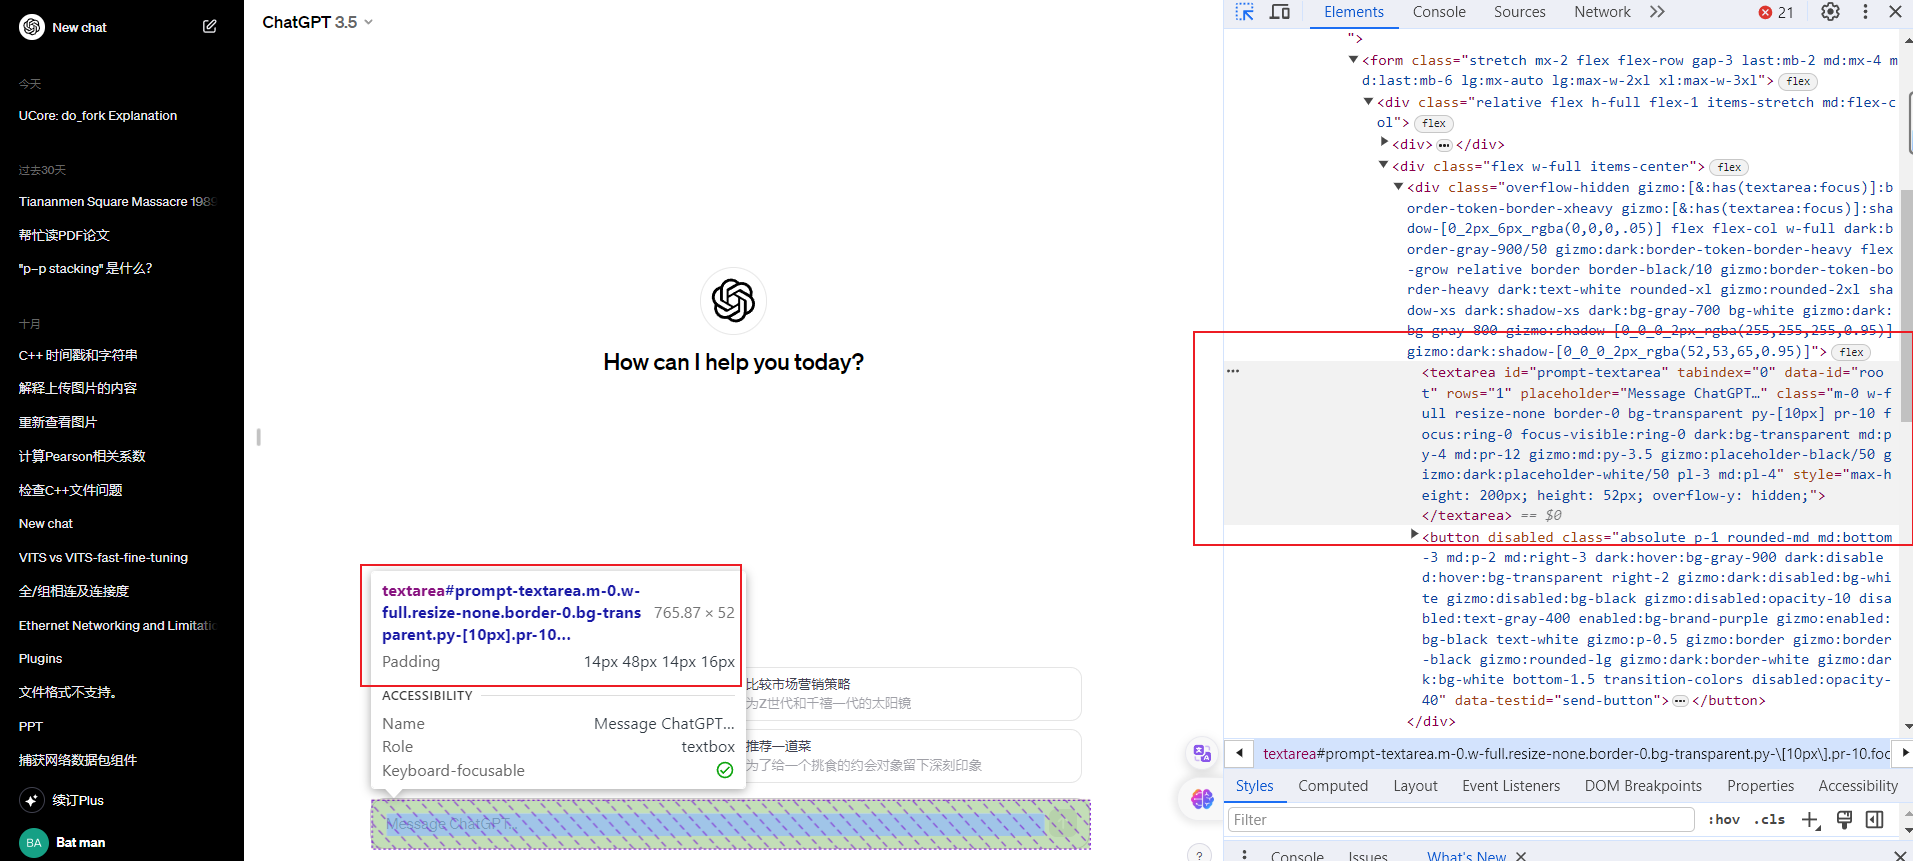 New chat
今天
UCore: do_fork Explanation
过去30天
Tiananmen Square Massacre 1989
帮忙读PDF论文
"p-p stacking" 是什么?
十月
C++ 时间戳和字符串
解释上传图片的内容
重新查看图片
计算Pearson相关系数
检查C++文件问题
New chat
VITS vs VITS-fast-fine-tuning
全/组相连及连接度
Ethernet Networking and Limitatic
Plugins
文件格式不支持。
PPT
捕获网络数据包组件
续订Plus
BA Bat man
ChatGPT 3.5
How can I help you today?
textarea#prompt-textarea.m-0.w-
full.resize-none.border-0.bg-trans
parent.py-[10px].pr-10...
765.87 × 52
Padding 14px 48px 14px 16px
ACCESSIBILITY
Name Message ChatGPT...
Role textbox
Keyboard-focusable
比较市场营销策略
为Z世代和千禧一代的太阳镜
推荐一道菜
为了给一个挑食的约会对象留下深刻印象
Message ChatGPT...
Elements Console Sources Network 21
">
<form class="stretch mx-2 flex flex-row gap-3 last:mb-2 md:mx-4 m
d:last:mb-6 lg:mx-auto lg:max-w-2xl xl:max-w-3xl"> flex
<div class="relative flex h-full flex-1 items-stretch md:flex-c
ol"> flex
<div> ••• </div>
<div class="flex w-full items-center"> flex
<div class="overflow-hidden gizmo:[&:has(textarea:focus)]:b
order-token-border-xheavy gizmo:[&:has(textarea:focus)]:sha
dow-[0_2px_6px_rgba(0,0,0,.05)] flex flex-col w-full dark:b
order-gray-900/50 gizmo:dark:border-token-border-heavy flex
-grow relative border border-black/10 gizmo:border-token-bo
rder-heavy dark:text-white rounded-xl gizmo:rounded-2xl sha
dow-xs dark:shadow-xs dark:bg-gray-700 bg-white gizmo:dark:
bg-gray-800 gizmo:shadow-[0_0_0_2px_rgba(255,255,255,0.95)]
gizmo:dark:shadow-[0_0_0_2px_rgba(52,53,65,0.95)]"> flex
<textarea id="prompt-textarea" tabindex="0" data-id="roo
t" rows="1" placeholder="Message ChatGPT…" class="m-0 w-f
ull resize-none border-0 bg-transparent py-[10px] pr-10 f
ocus:ring-0 focus-visible:ring-0 dark:bg-transparent md:p
y-4 md:pr-12 gizmo:md:py-3.5 gizmo:placeholder-black/50 g
izmo:dark:placeholder-white/50 pl-3 md:pl-4" style="max-h
eight: 200px; height: 52px; overflow-y: hidden;">
</textarea> == $0
<button disabled class="absolute p-1 rounded-md md:bottom
-3 md:p-2 md:right-3 dark:hover:bg-gray-900 dark:disable
d:hover:bg-transparent right-2 gizmo:dark:disabled:bg-whi
te gizmo:disabled:bg-black gizmo:disabled:opacity-10 disa
bled:text-gray-400 enabled:bg-brand-purple gizmo:enabled:
bg-black text-white gizmo:p-0.5 gizmo:border gizmo:border
-black gizmo:rounded-lg gizmo:dark:border-white gizmo:dar
k:bg-white bottom-1.5 transition-colors disabled:opacity-
40" data-testid="send-button"> ••• </button>
</div>
textarea#prompt-textarea.m-0.w-full.resize-none.border-0.bg-transparent.py-\[10px\].pr-10.foc
Styles Computed Layout Event Listeners DOM Breakpoints Properties Accessibility
Filter :hov .cls
Console Issues What's New